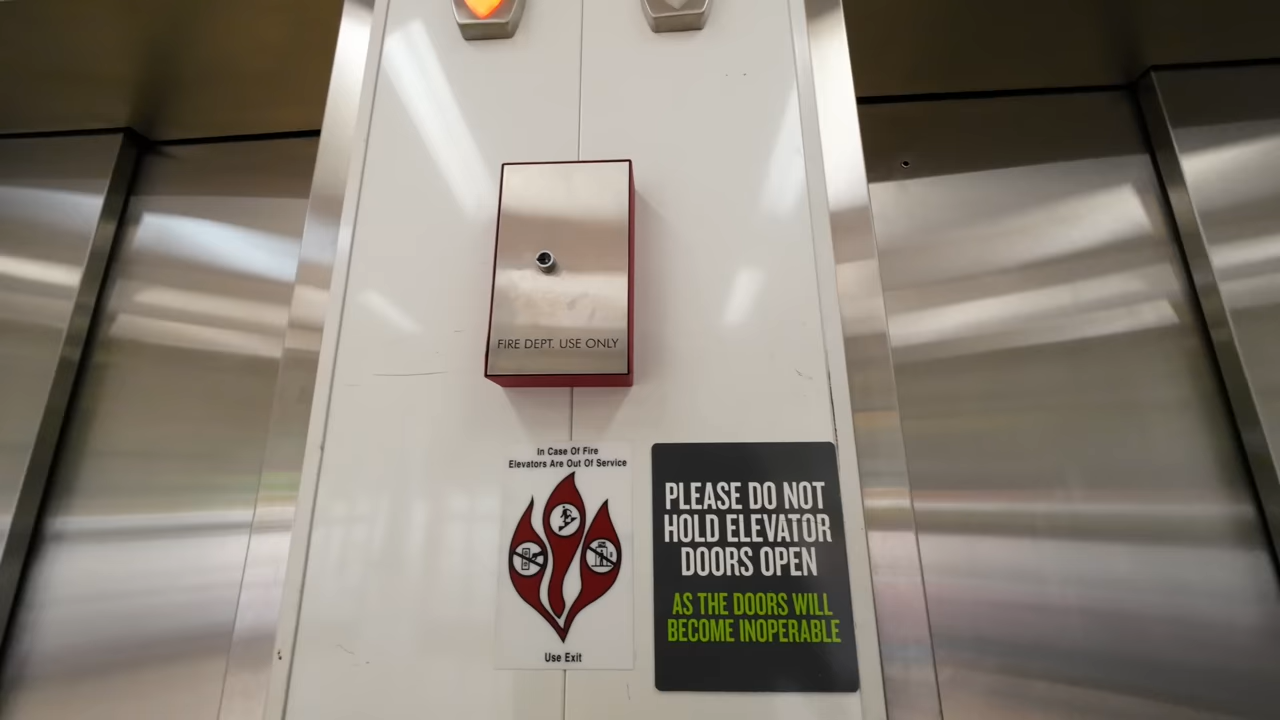 FIRE DEPT. USE ONLY
In Case Of Fire
Elevators Are Out Of Service
Use Exit
PLEASE DO NOT
HOLD ELEVATOR
DOORS OPEN
AS THE DOORS WILL
BECOME INOPERABLE